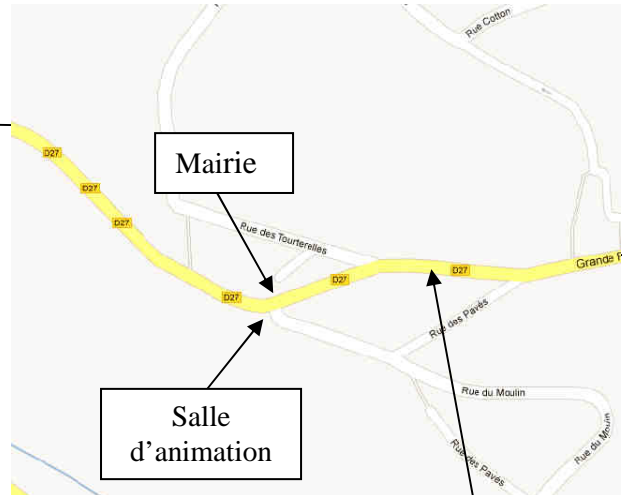 Rue Cotton
D27
D27
D27
Mairie
Rue des Tourterelles
D27
D27
D27
Grande
Rue des Pavés
Salle
d'animation
Rue du Moulin
Rue des Pavés
Rue du Moulin